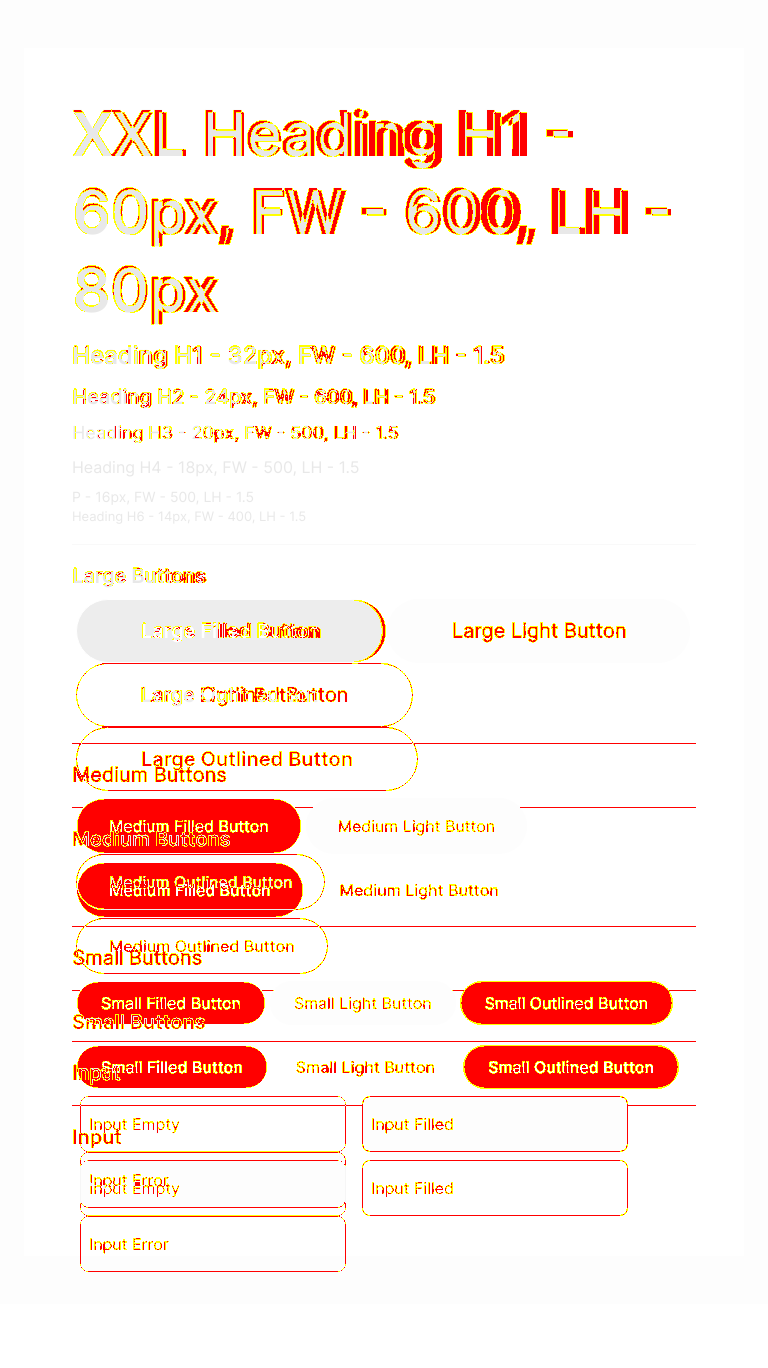 XXL Heading H1 -
60px, FW - 600, LH -
80px
Heading H1 - 32px, FW - 600, LH - 1.5
Heading H2 - 24px, FW - 600, LH - 1.5
Heading H3 - 20px, FW - 500, LH - 1.5
Heading H4 - 18px, FW - 500, LH - 1.5
P - 16px, FW - 500, LH - 1.5
Heading H6 - 14px, FW - 400, LH - 1.5
Large Buttons
Large Filled Button
Large Light Button
Large Outlined Button
Large Outlined Button
Medium Buttons
Medium Filled Button
Medium Light Button
Medium Buttons
Medium Outlined Button
Medium Filled Button
Medium Light Button
Medium Outlined Button
Small Buttons
Small Filled Button
Small Light Button
Small Outlined Button
Small Buttons
Small Filled Button
Small Light Button
Small Outlined Button
Input
Input Empty
Input Filled
Input
Input Error
Input Empty
Input Filled
Input Error